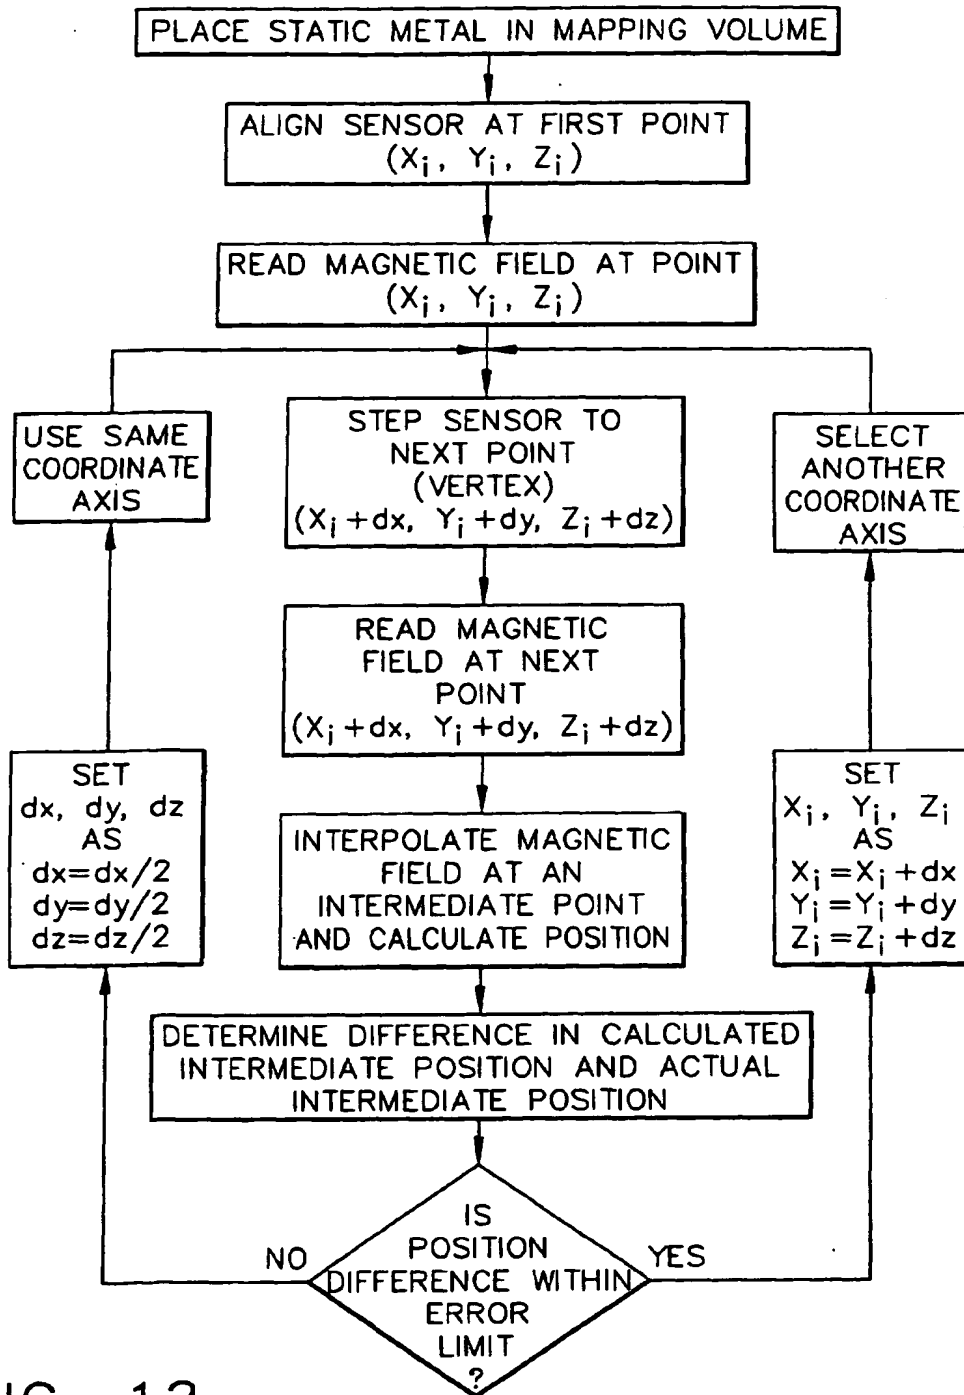 PLACE STATIC METAL IN MAPPING VOLUME
ALIGN SENSOR AT FIRST POINT
(Xi, Yi, Zi)
READ MAGNETIC FIELD AT POINT
(Xi, Yi, Zi)
USE SAME
COORDINATE
AXIS
STEP SENSOR TO
NEXT POINT
(VERTEX)
(Xi+dx, Yi+dy, Zi+dz)
SELECT
ANOTHER
COORDINATE
AXIS
READ MAGNETIC
FIELD AT NEXT
POINT
(Xi+dx, Yi+dy, Zi+dz)
SET
dx, dy, dz
AS
dx=dx/2
dy=dy/2
dz=dz/2
INTERPOLATE MAGNETIC
FIELD AT AN
INTERMEDIATE POINT
AND CALCULATE POSITION
SET
Xi, Yi, Zi
AS
Xi=Xi+dx
Yi=Yi+dy
Zi=Zi+dz
DETERMINE DIFFERENCE IN CALCULATED
INTERMEDIATE POSITION AND ACTUAL
INTERMEDIATE POSITION
IS
POSITION
DIFFERENCE WITHIN
ERROR
LIMIT
?
NO
YES